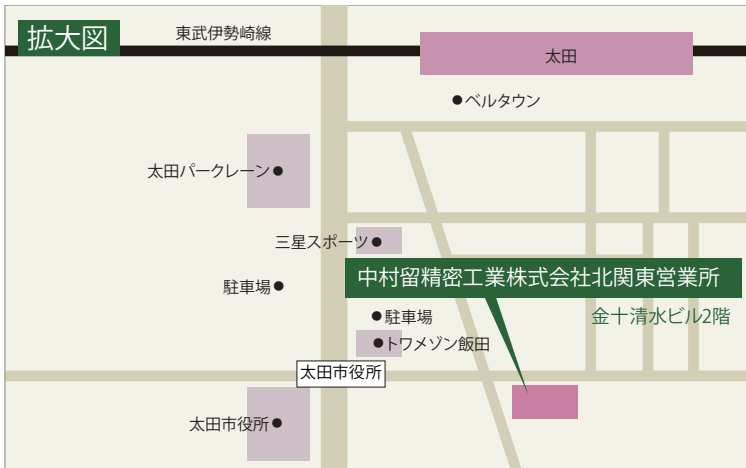 拡大図
東武伊勢崎線
太田
ベルタウン
太田パークレーン
三星スポーツ
中村留精密工業株式会社北関東営業所
駐車場
駐車場
金十清水ビル2階
トワメゾン飯田
太田市役所
太田市役所